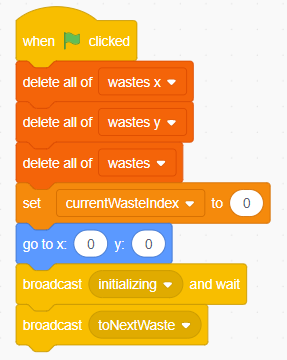 when clicked
delete all of wastes x
delete all of wastes y
delete all of wastes
set currentWasteIndex to 0
go to x: 0 y: 0
broadcast initializing and wait
broadcast toNextWaste